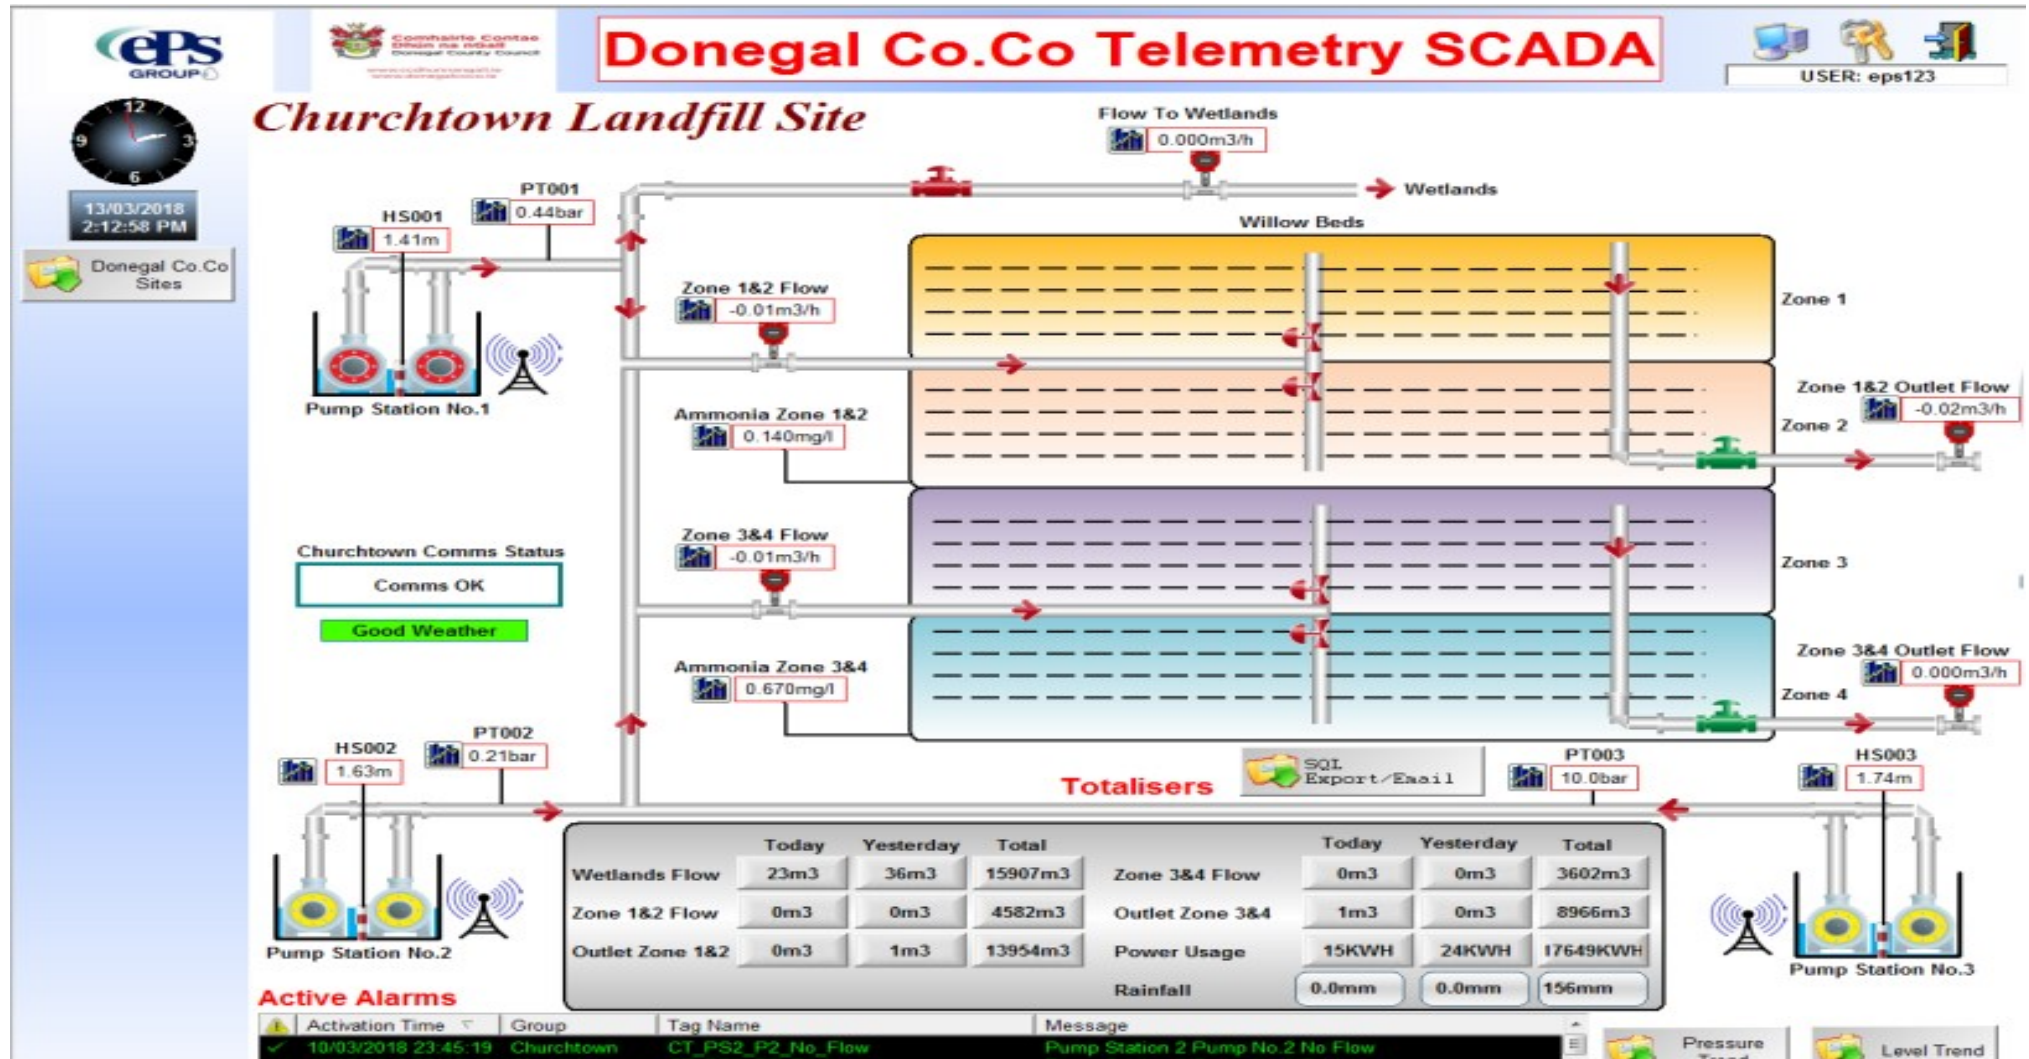 ePS
GROUP
Comhairle Contae
Dhún na nGall
Donegal County Council
Donegal Co.Co Telemetry SCADA
USER: eps123
12
9
3
6
13/03/2018
2:12:58 PM
Donegal Co.Co
Sites
Churchtown Landfill Site
Flow To Wetlands
0.000m3/h
Wetlands
PT001
0.44bar
HS001
1.41m
Pump Station No.1
Willow Beds
Zone 1&2 Flow
-0.01m3/h
Zone 1
Ammonia Zone 1&2
0.140mg/l
Zone 2
Zone 1&2 Outlet Flow
-0.02m3/h
Zone 3&4 Flow
-0.01m3/h
Zone 3
Churchtown Comms Status
Comms OK
Good Weather
Ammonia Zone 3&4
0.670mg/l
Zone 4
Zone 3&4 Outlet Flow
0.000m3/h
PT002
0.21bar
HS002
1.63m
Pump Station No.2
Totalisers
SQL
Export/Email
PT003
10.0bar
HS003
1.74m
Pump Station No.3
Today Yesterday Total Today Yesterday Total
Wetlands Flow 23m3 36m3 15907m3 Zone 3&4 Flow 0m3 0m3 3602m3
Zone 1&2 Flow 0m3 0m3 4582m3 Outlet Zone 3&4 1m3 0m3 8966m3
Outlet Zone 1&2 0m3 1m3 13954m3 Power Usage 15KWH 24KWH 17649KWH
Rainfall 0.0mm 0.0mm 156mm
Active Alarms
Activation Time Group Tag Name Message
10/03/2018 23:45:19 Churchtown CT_PS2_P2_No_Flow Pump Station 2 Pump No.2 No Flow
Pressure
Trend
Level Trend